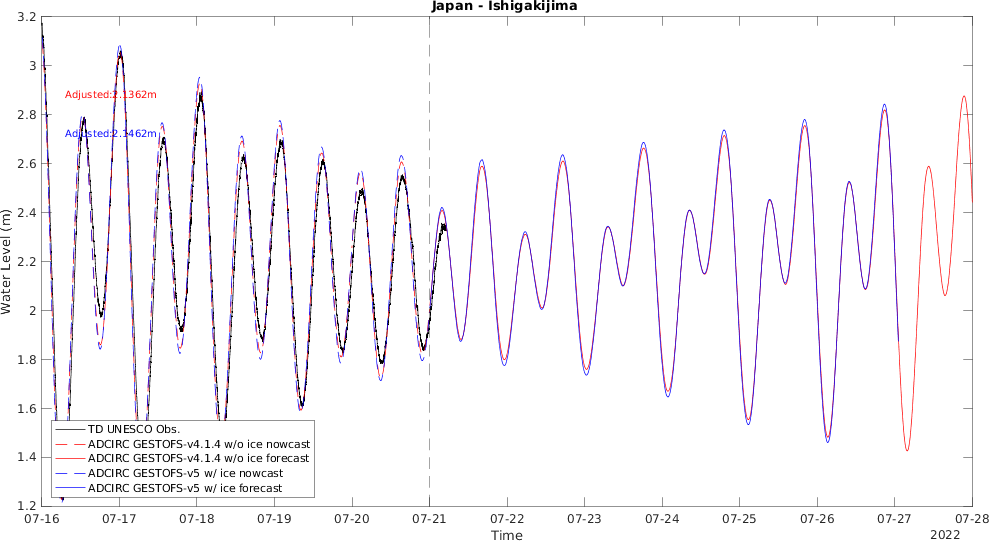 Japan - Ishigakijima
3.2
3
2.8
2.6
2.4
2.2
2
1.8
1.6
1.4
1.2
Water Level (m)
Adjusted:2.1362m
Adjusted:2.1462m
TD UNESCO Obs.
ADCIRC GESTOFS-v4.1.4 w/o ice nowcast
ADCIRC GESTOFS-v4.1.4 w/o ice forecast
ADCIRC GESTOFS-v5 w/ ice nowcast
ADCIRC GESTOFS-v5 w/ ice forecast
07-16 07-17 07-18 07-19 07-20 07-21 07-22 07-23 07-24 07-25 07-26 07-27 07-28
Time
2022